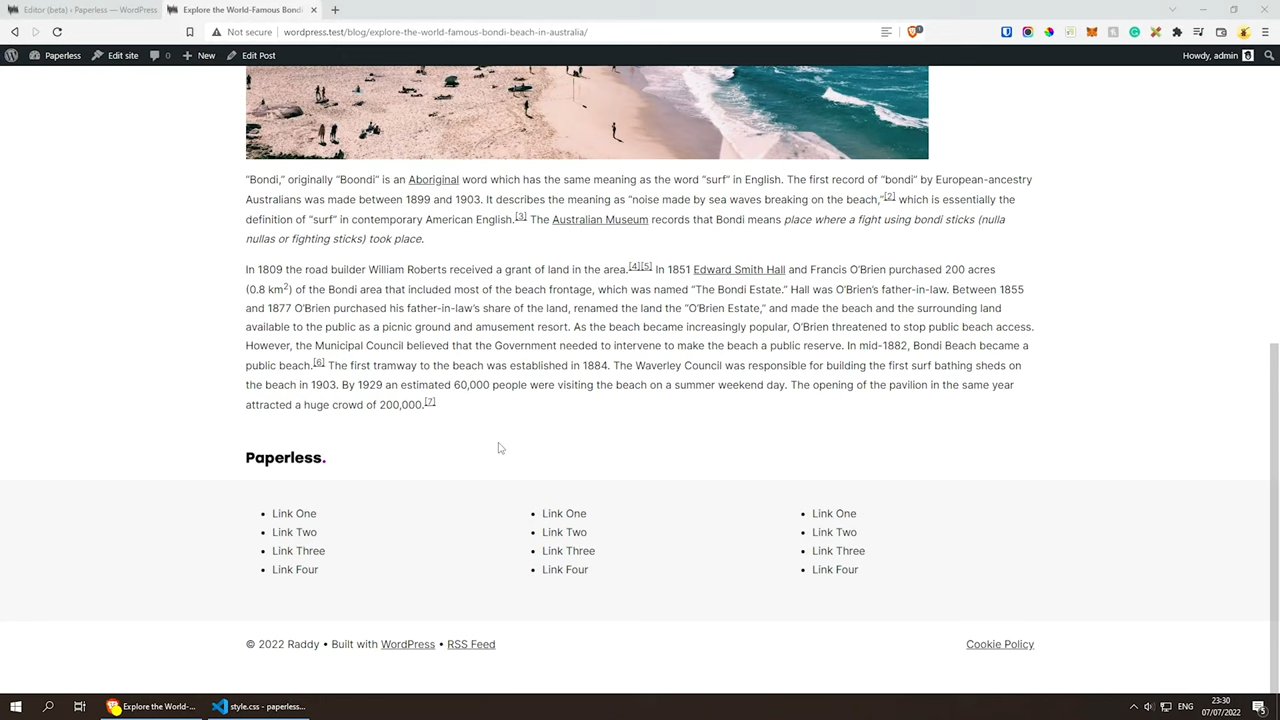 Editor (beta) ‹ Paperless — WordPress
Explore the World-Famous Bondi
Not secure
wordpress.test/blog/explore-the-world-famous-bondi-beach-in-australia/
Paperless
Edit site
0
New
Edit Post
Howdy, admin
“Bondi,” originally “Boondi” is an Aboriginal word which has the same meaning as the word “surf” in English. The first record of “bondi” by European-ancestry
Australians was made between 1899 and 1903. It describes the meaning as “noise made by sea waves breaking on the beach,”[2] which is essentially the
definition of “surf” in contemporary American English.[3] The Australian Museum records that Bondi means place where a fight using bondi sticks (nulla
nullas or fighting sticks) took place.
In 1809 the road builder William Roberts received a grant of land in the area.[4][5] In 1851 Edward Smith Hall and Francis O’Brien purchased 200 acres
(0.8 km2) of the Bondi area that included most of the beach frontage, which was named “The Bondi Estate.” Hall was O’Brien’s father-in-law. Between 1855
and 1877 O’Brien purchased his father-in-law’s share of the land, renamed the land the “O’Brien Estate,” and made the beach and the surrounding land
available to the public as a picnic ground and amusement resort. As the beach became increasingly popular, O’Brien threatened to stop public beach access.
However, the Municipal Council believed that the Government needed to intervene to make the beach a public reserve. In mid-1882, Bondi Beach became a
public beach.[6] The first tramway to the beach was established in 1884. The Waverley Council was responsible for building the first surf bathing sheds on
the beach in 1903. By 1929 an estimated 60,000 people were visiting the beach on a summer weekend day. The opening of the pavilion in the same year
attracted a huge crowd of 200,000.[7]
Paperless.
Link One
Link Two
Link Three
Link Four
Link One
Link Two
Link Three
Link Four
Link One
Link Two
Link Three
Link Four
© 2022 Raddy • Built with WordPress • RSS Feed
Cookie Policy
Explore the World-...
style.css - paperless...
ENG
23:30
07/07/2022
5